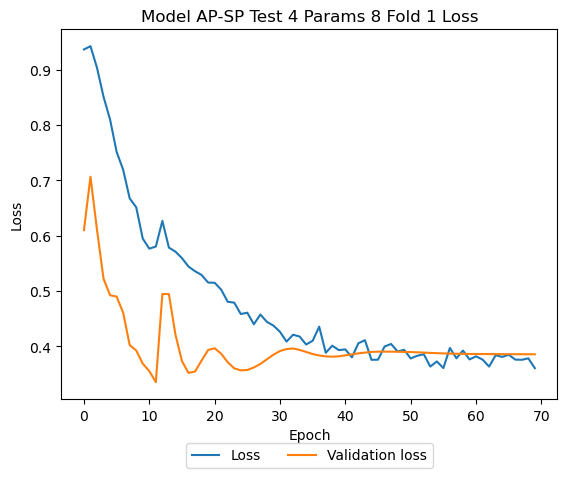 Model AP-SP Test 4 Params 8 Fold 1 Loss
0.9
0.8
0.7
0.6
0.5
0.4
Loss
0 10 20 30 40 50 60 70
Epoch
Loss Validation loss